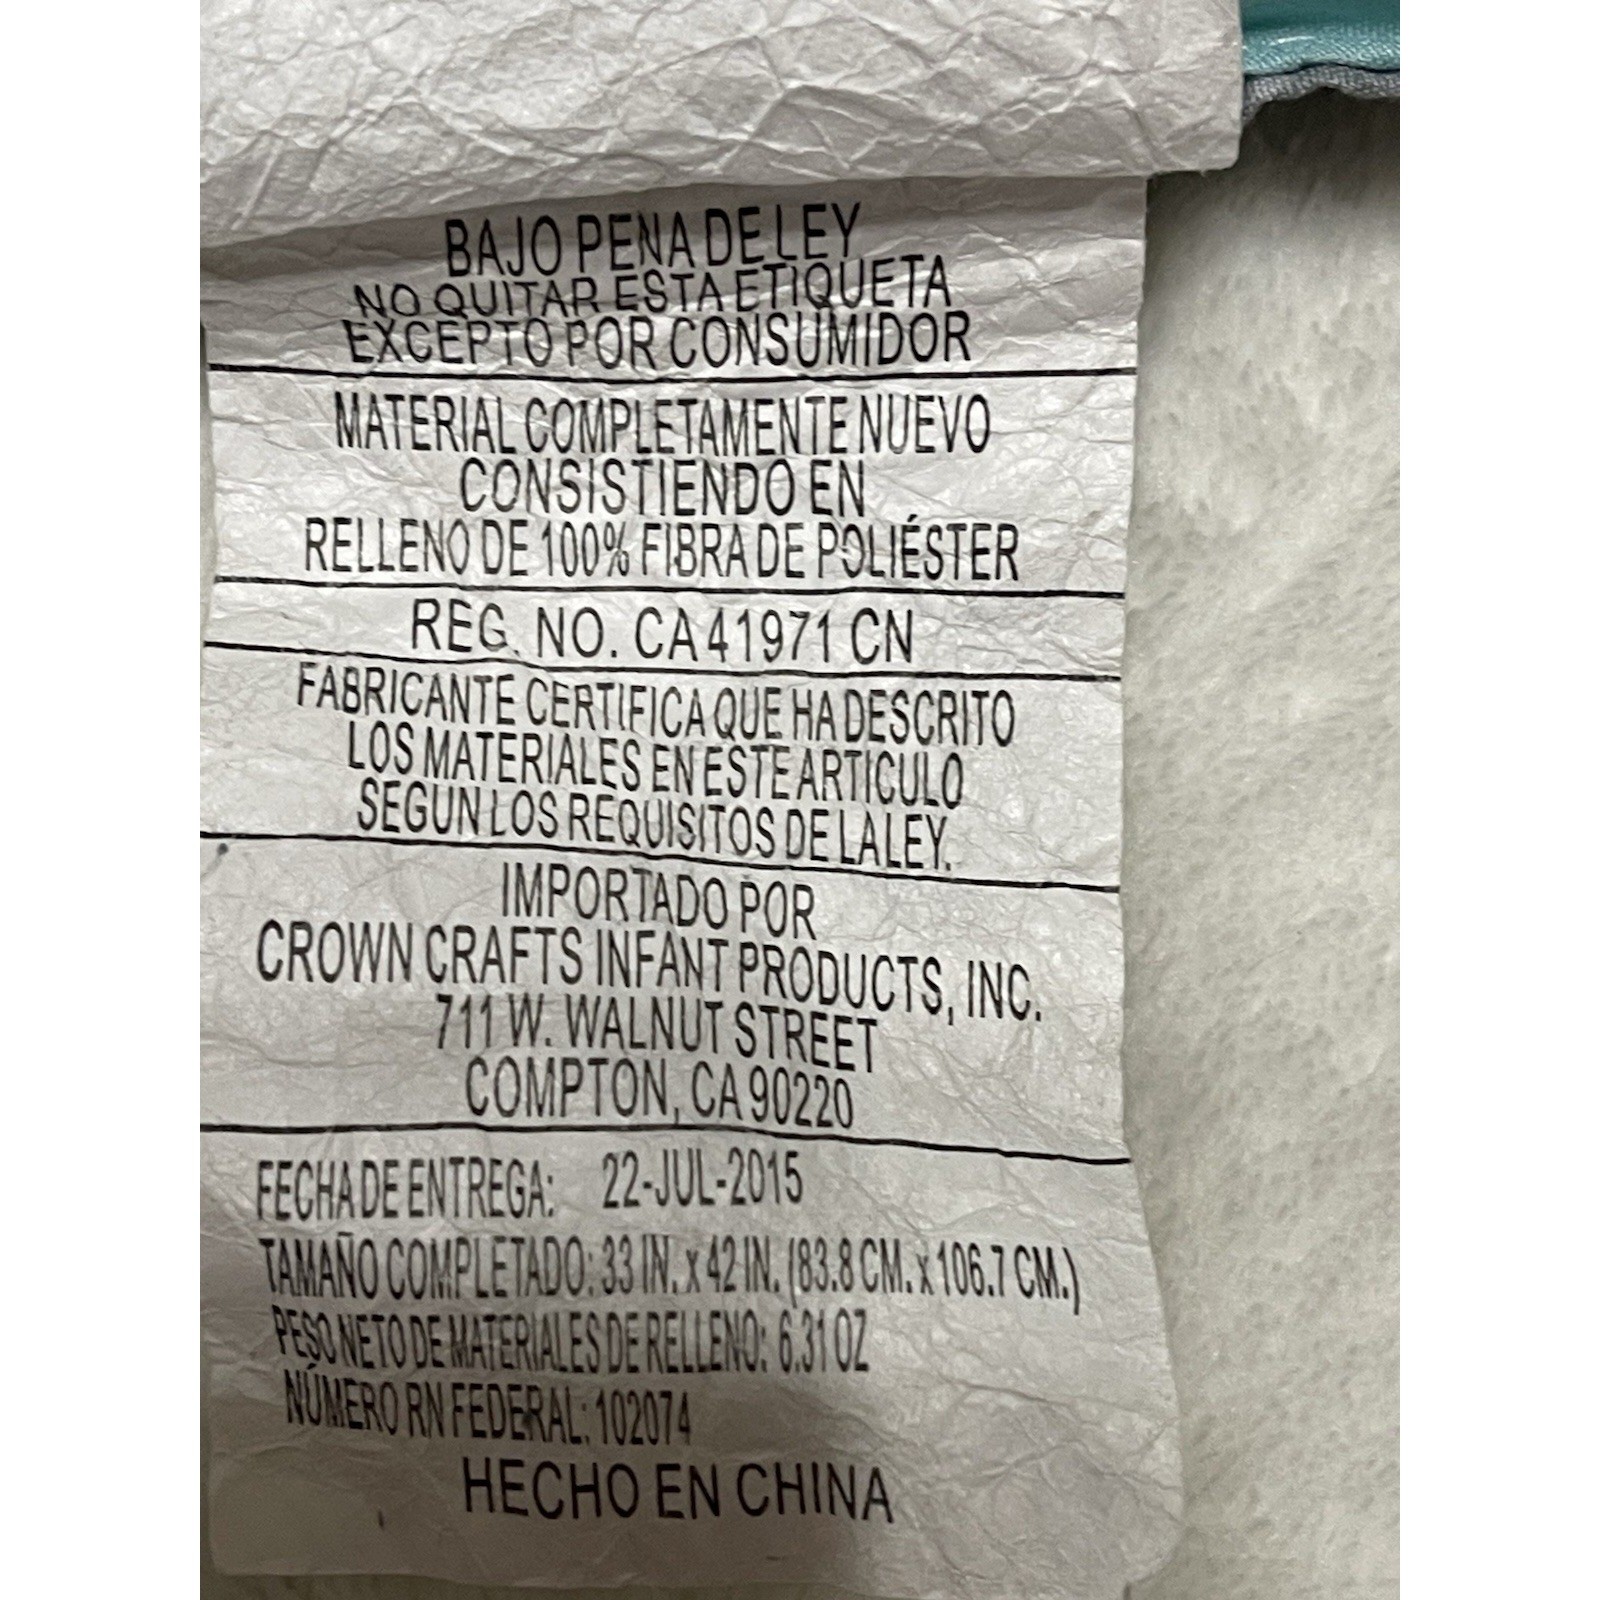 BAJO PENA DE LEY
NO QUITAR ESTA ETIQUETA
EXCEPTO POR CONSUMIDOR
MATERIAL COMPLETAMENTE NUEVO
CONSISTIENDO EN
RELLENO DE 100% FIBRA DE POLIÉSTER
REG. NO. CA 41971 CN
FABRICANTE CERTIFICA QUE HA DESCRITO
LOS MATERIALES EN ESTE ARTICULO
SEGUN LOS REQUISITOS DE LA LEY.
IMPORTADO POR
CROWN CRAFTS INFANT PRODUCTS, INC.
711 W. WALNUT STREET
COMPTON, CA 90220
FECHA DE ENTREGA: 22-JUL-2015
TAMAÑO COMPLETADO: 33 IN. x 42 IN. (83.8 CM. x 106.7 CM.)
PESO NETO DE MATERIALES DE RELLENO: 6.31 OZ
NÚMERO RN FEDERAL: 102074
HECHO EN CHINA